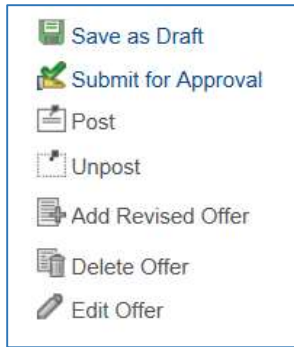 Save as Draft
Submit for Approval
Post
Unpost
Add Revised Offer
Delete Offer
Edit Offer